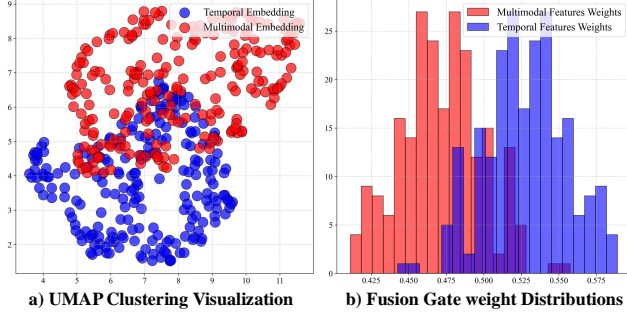 Temporal Embedding
Multimodal Embedding
9
8
7
6
5
4
3
2
4 5 6 7 8 9 10 11
a) UMAP Clustering Visualization
Multimodal Features Weights
Temporal Features Weights
25
20
15
10
5
0
0.425 0.450 0.475 0.500 0.525 0.550 0.575
b) Fusion Gate weight Distributions